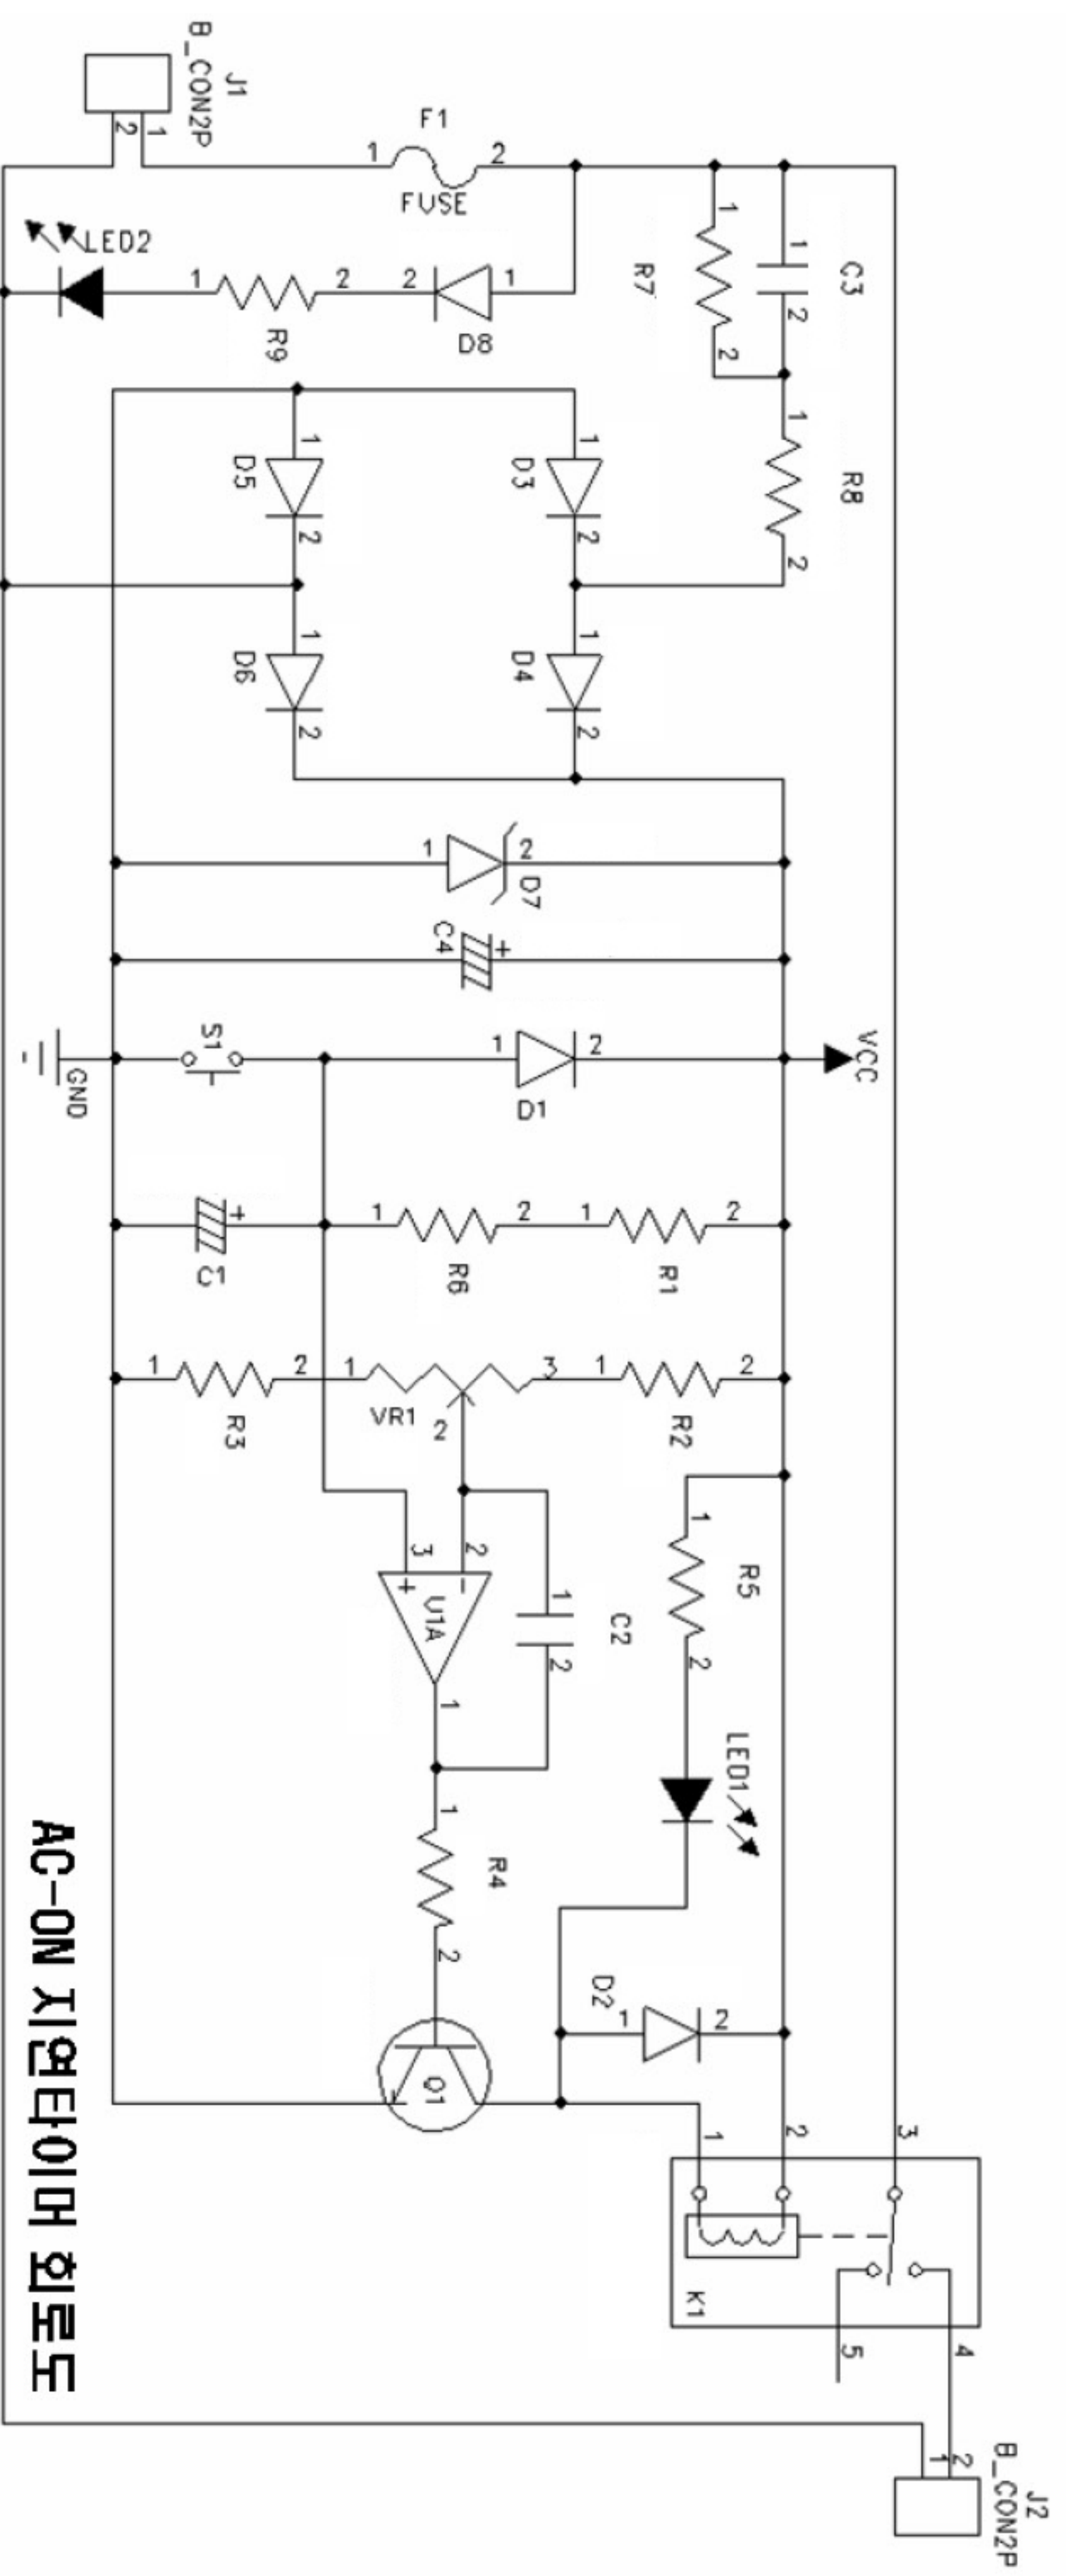 J1
B_CON2P
1
2
F1
1
2
FUSE
LED2
1
R9
2
2
D8
1
1
R7
2
1
C3
2
1
R8
2
1
D5
2
1
D3
2
1
D6
2
1
D4
2
1
2
D7
C4
+
VCC
S1
GND
1
2
D1
+
C1
1
2
R6
1
2
R1
1
2
R3
1
3
VR1
2
1
2
R2
3
2
+
-
U1A
1
1
C2
2
1
R5
2
LED1
1
R4
2
D2
1
2
Q1
1
2
3
K1
5
4
1
2
J2
B_CON2P
AC-ON 지연타이머 회로도